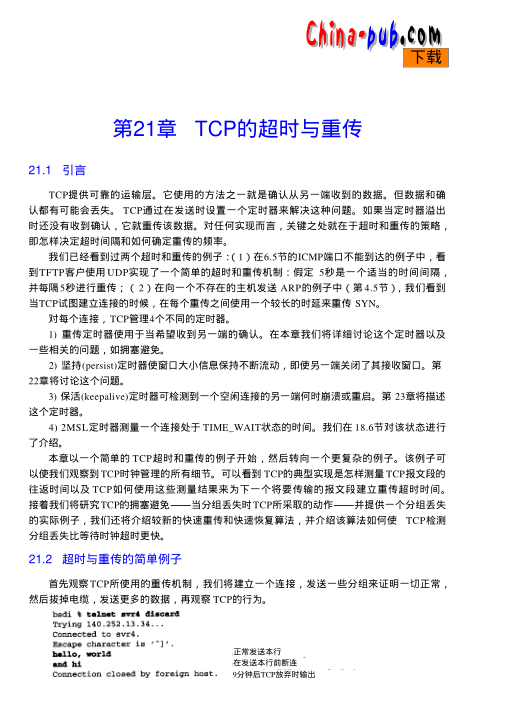 China-pub.com
下载
第21章 TCP的超时与重传
21.1 引言
TCP提供可靠的运输层。它使用的方法之一就是确认从另一端收到的数据。但数据和确
认都有可能会丢失。TCP通过在发送时设置一个定时器来解决这种问题。如果当定时器溢出
时还没有收到确认，它就重传该数据。对任何实现而言，关键之处就在于超时和重传的策略，
即怎样决定超时间隔和如何确定重传的频率。
我们已经看到过两个超时和重传的例子：（1）在6.5节的ICMP端口不能到达的例子中，看
到TFTP客户使用UDP实现了一个简单的超时和重传机制：假定 5秒是一个适当的时间间隔，
并每隔5秒进行重传；（2）在向一个不存在的主机发送 ARP的例子中（第4.5节），我们看到
当TCP试图建立连接的时候，在每个重传之间使用一个较长的时延来重传 SYN。
对每个连接，TCP管理4个不同的定时器。
1) 重传定时器使用于当希望收到另一端的确认。在本章我们将详细讨论这个定时器以及
一些相关的问题，如拥塞避免。
2) 坚持(persist)定时器使窗口大小信息保持不断流动，即使另一端关闭了其接收窗口。第
22章将讨论这个问题。
3) 保活(keepalive)定时器可检测到一个空闲连接的另一端何时崩溃或重启。第 23章将描述
这个定时器。
4) 2MSL定时器测量一个连接处于 TIME_WAIT状态的时间。我们在 18.6节对该状态进行
了介绍。
本章以一个简单的 TCP超时和重传的例子开始，然后转向一个更复杂的例子。该例子可
以使我们观察到 TCP时钟管理的所有细节。可以看到 TCP的典型实现是怎样测量 TCP报文段的
往返时间以及 TCP如何使用这些测量结果来为下一个将要传输的报文段建立重传超时时间。
接着我们将研究 TCP的拥塞避免——当分组丢失时 TCP所采取的动作——并提供一个分组丢失
的实际例子，我们还将介绍较新的快速重传和快速恢复算法，并介绍该算法如何使 TCP检测
分组丢失比等待时钟超时更快。
21.2 超时与重传的简单例子
首先观察TCP所使用的重传机制，我们将建立一个连接，发送一些分组来证明一切正常，
然后拔掉电缆，发送更多的数据，再观察 TCP的行为。
bsdi % telnet svr4 discard
Trying 140.252.13.34...
Connected to svr4.
Escape character is '^]'.
hello, world 正常发送本行
and hi 在发送本行前断连
Connection closed by foreign host. 9分钟后TCP放弃时输出